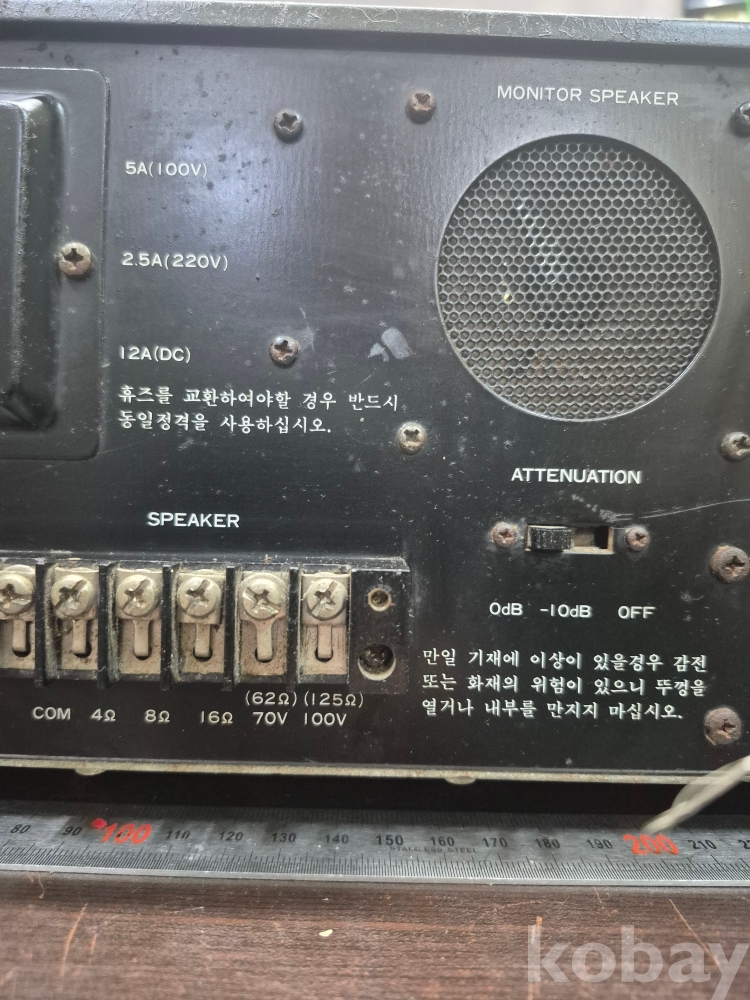 MONITOR SPEAKER
5A(100V)
2.5A(220V)
12A(DC)
휴즈를 교환하여야할 경우 반드시
동일정격을 사용하십시오.
ATTENUATION
0dB -10dB OFF
SPEAKER
(62Ω) (125Ω)
COM 4Ω 8Ω 16Ω 70V 100V
만일 기재에 이상이 있을경우 감전
또는 화재의 위험이 있으니 뚜껑을
열거나 내부를 만지지 마십시오.
80 90 100 110 120 130 140 150 160 170 180 190 200 210
STAINLESS STEEL
kobay